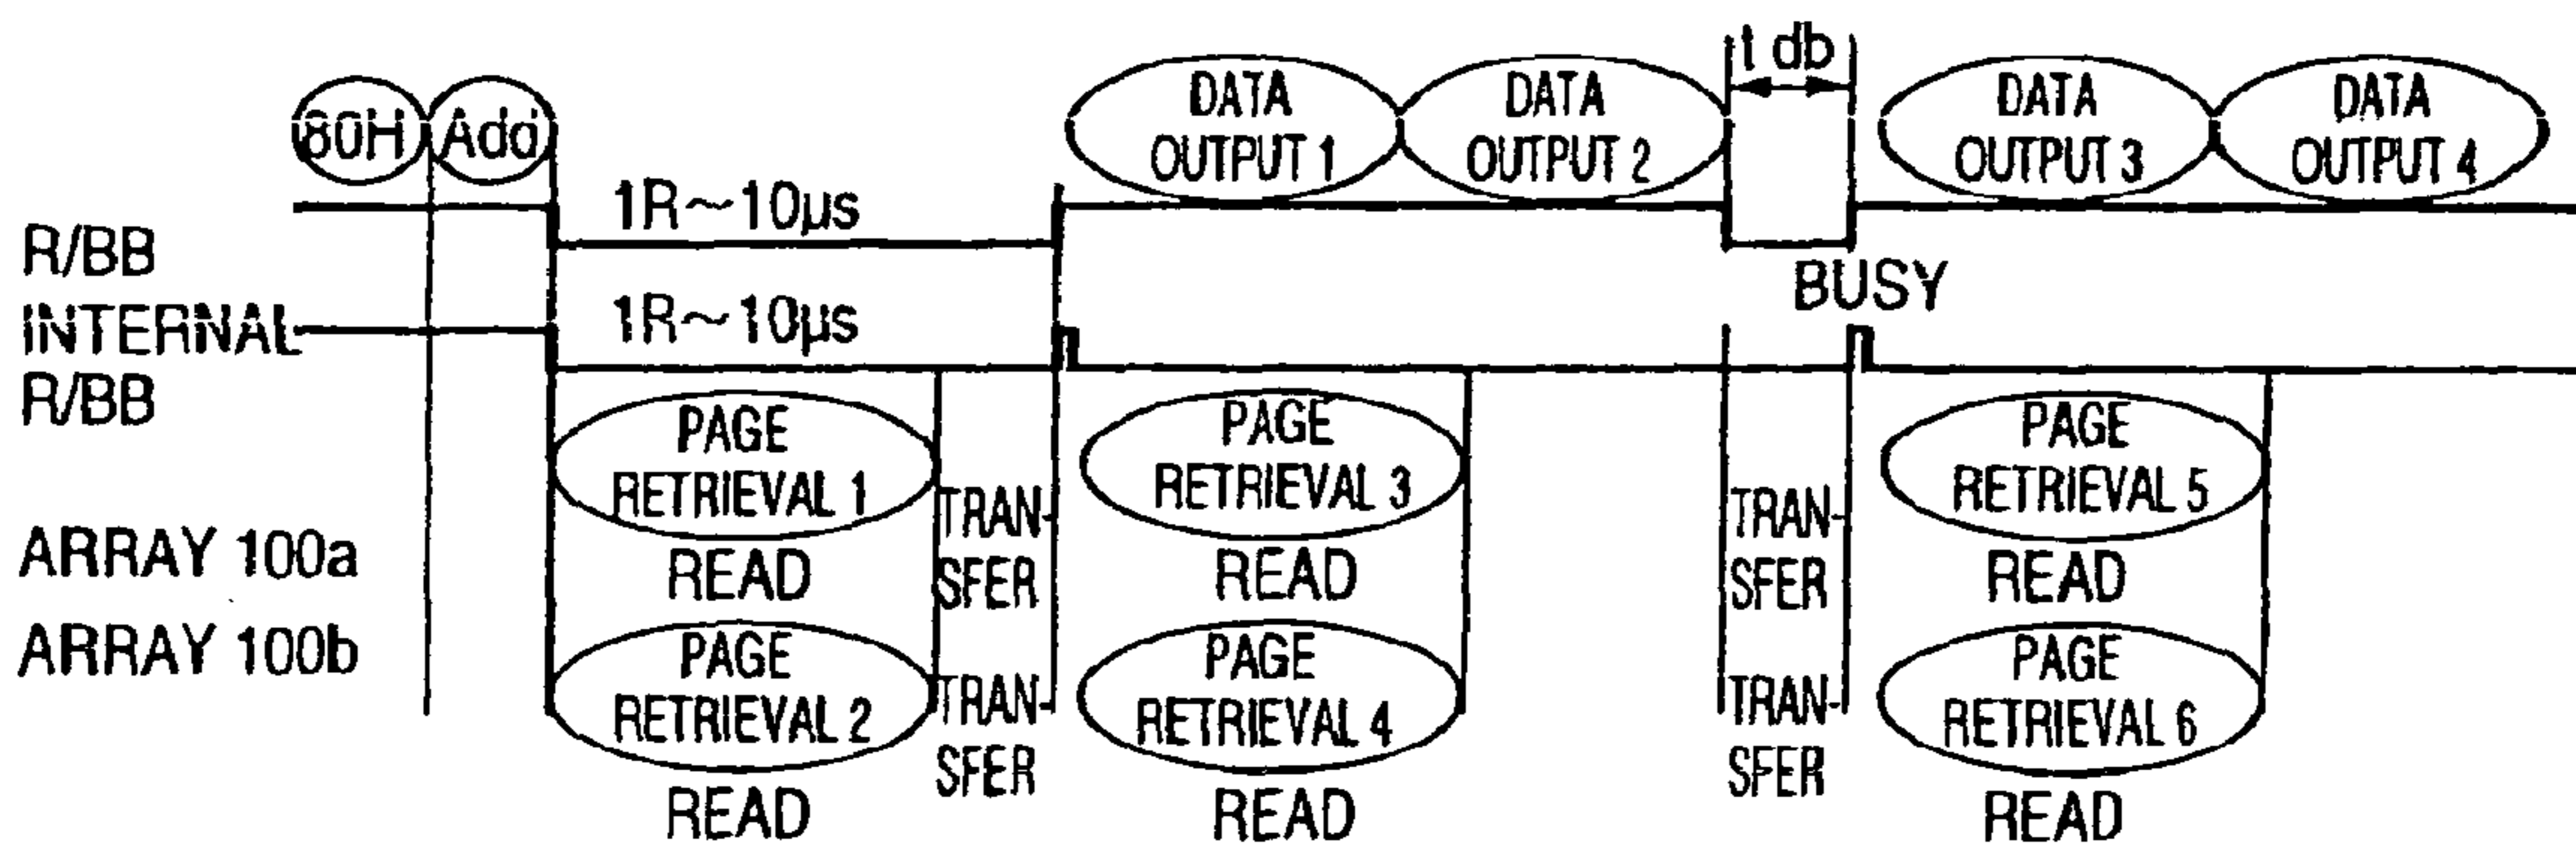 60H Add DATA OUTPUT 1 DATA OUTPUT 2 t db DATA OUTPUT 3 DATA OUTPUT 4
R/BB 1R~10µs
BUSY
INTERNAL R/BB 1R~10µs
ARRAY 100a PAGE RETRIEVAL 1 READ TRAN-SFER PAGE RETRIEVAL 3 READ TRAN-SFER PAGE RETRIEVAL 5 READ
ARRAY 100b PAGE RETRIEVAL 2 READ TRAN-SFER PAGE RETRIEVAL 4 READ TRAN-SFER PAGE RETRIEVAL 6 READ